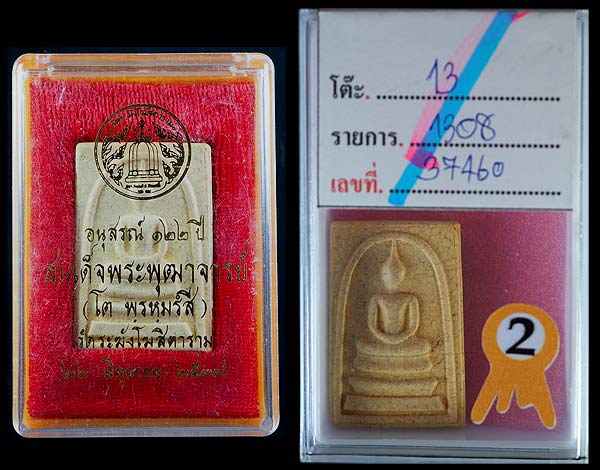 อนุสรณ์ ๑๒๒ ปี
สมเด็จพระพุฒาจารย์
(โต พรหมรังสี)
วัดระฆังโฆสิตาราม
๒๒ มิถุนายน ๒๕๓๗
โต๊ะ. 13
รายการ. 1308
เลขที่. 37460
2